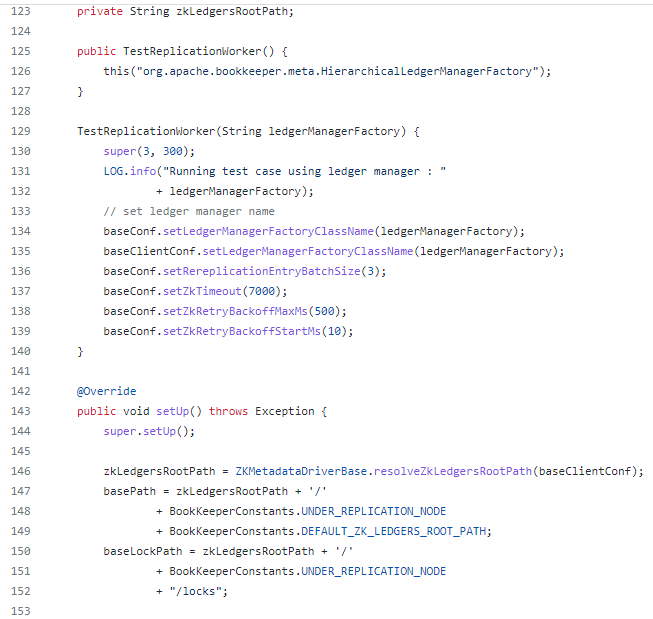 123 private String zkLedgersRootPath;
124
125 public TestReplicationWorker() {
126 this("org.apache.bookkeeper.meta.HierarchicalLedgerManagerFactory");
127 }
128
129 TestReplicationWorker(String ledgerManagerFactory) {
130 super(3, 300);
131 LOG.info("Running test case using ledger manager : "
132 + ledgerManagerFactory);
133 // set ledger manager name
134 baseConf.setLedgerManagerFactoryClassName(ledgerManagerFactory);
135 baseClientConf.setLedgerManagerFactoryClassName(ledgerManagerFactory);
136 baseConf.setRereplicationEntryBatchSize(3);
137 baseConf.setZkTimeout(7000);
138 baseConf.setZkRetryBackoffMaxMs(500);
139 baseConf.setZkRetryBackoffStartMs(10);
140 }
141
142 @Override
143 public void setUp() throws Exception {
144 super.setUp();
145
146 zkLedgersRootPath = ZKMetadataDriverBase.resolveZkLedgersRootPath(baseClientConf);
147 basePath = zkLedgersRootPath + '/'
148 + BookKeeperConstants.UNDER_REPLICATION_NODE
149 + BookKeeperConstants.DEFAULT_ZK_LEDGERS_ROOT_PATH;
150 baseLockPath = zkLedgersRootPath + '/'
151 + BookKeeperConstants.UNDER_REPLICATION_NODE
152 + "/locks";
153